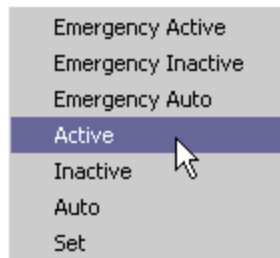 Emergency Active
Emergency Inactive
Emergency Auto
Active
Inactive
Auto
Set